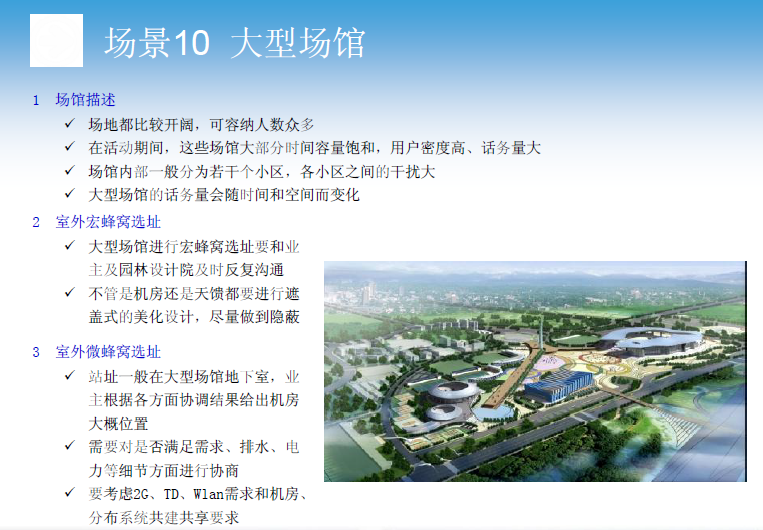 场景10 大型场馆
1 场馆描述
✓ 场地都比较开阔，可容纳人数众多
✓ 在活动期间，这些场馆大部分时间容量饱和，用户密度高、话务量大
✓ 场馆内部一般分为若干个小区，各小区之间的干扰大
✓ 大型场馆的话务量会随时间和空间而变化
2 室外宏蜂窝选址
✓ 大型场馆进行宏蜂窝选址要和业
主及园林设计院及时反复沟通
✓ 不管是机房还是天馈都要进行遮
盖式的美化设计，尽量做到隐蔽
3 室外微蜂窝选址
✓ 站址一般在大型场馆地下室，业
主根据各方面协调结果给出机房
大概位置
✓ 需要对是否满足需求、排水、电
力等细节方面进行协商
✓ 要考虑2G、TD、Wlan需求和机房、
分布系统共建共享要求